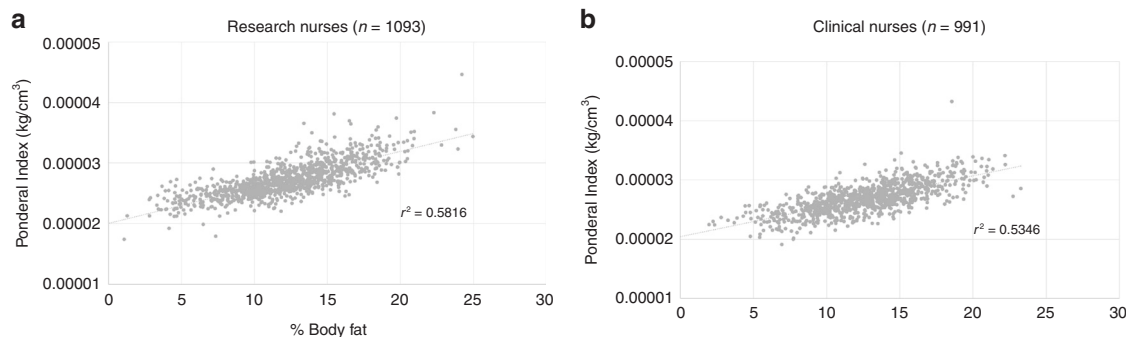 a
Research nurses (n = 1093)
Ponderal Index (kg/cm³)
0.00005
0.00004
0.00003
0.00002
0.00001
r² = 0.5816
0 5 10 15 20 25 30
% Body fat
b
Clinical nurses (n = 991)
Ponderal Index (kg/cm³)
0.00005
0.00004
0.00003
0.00002
0.00001
r² = 0.5346
0 5 10 15 20 25 30